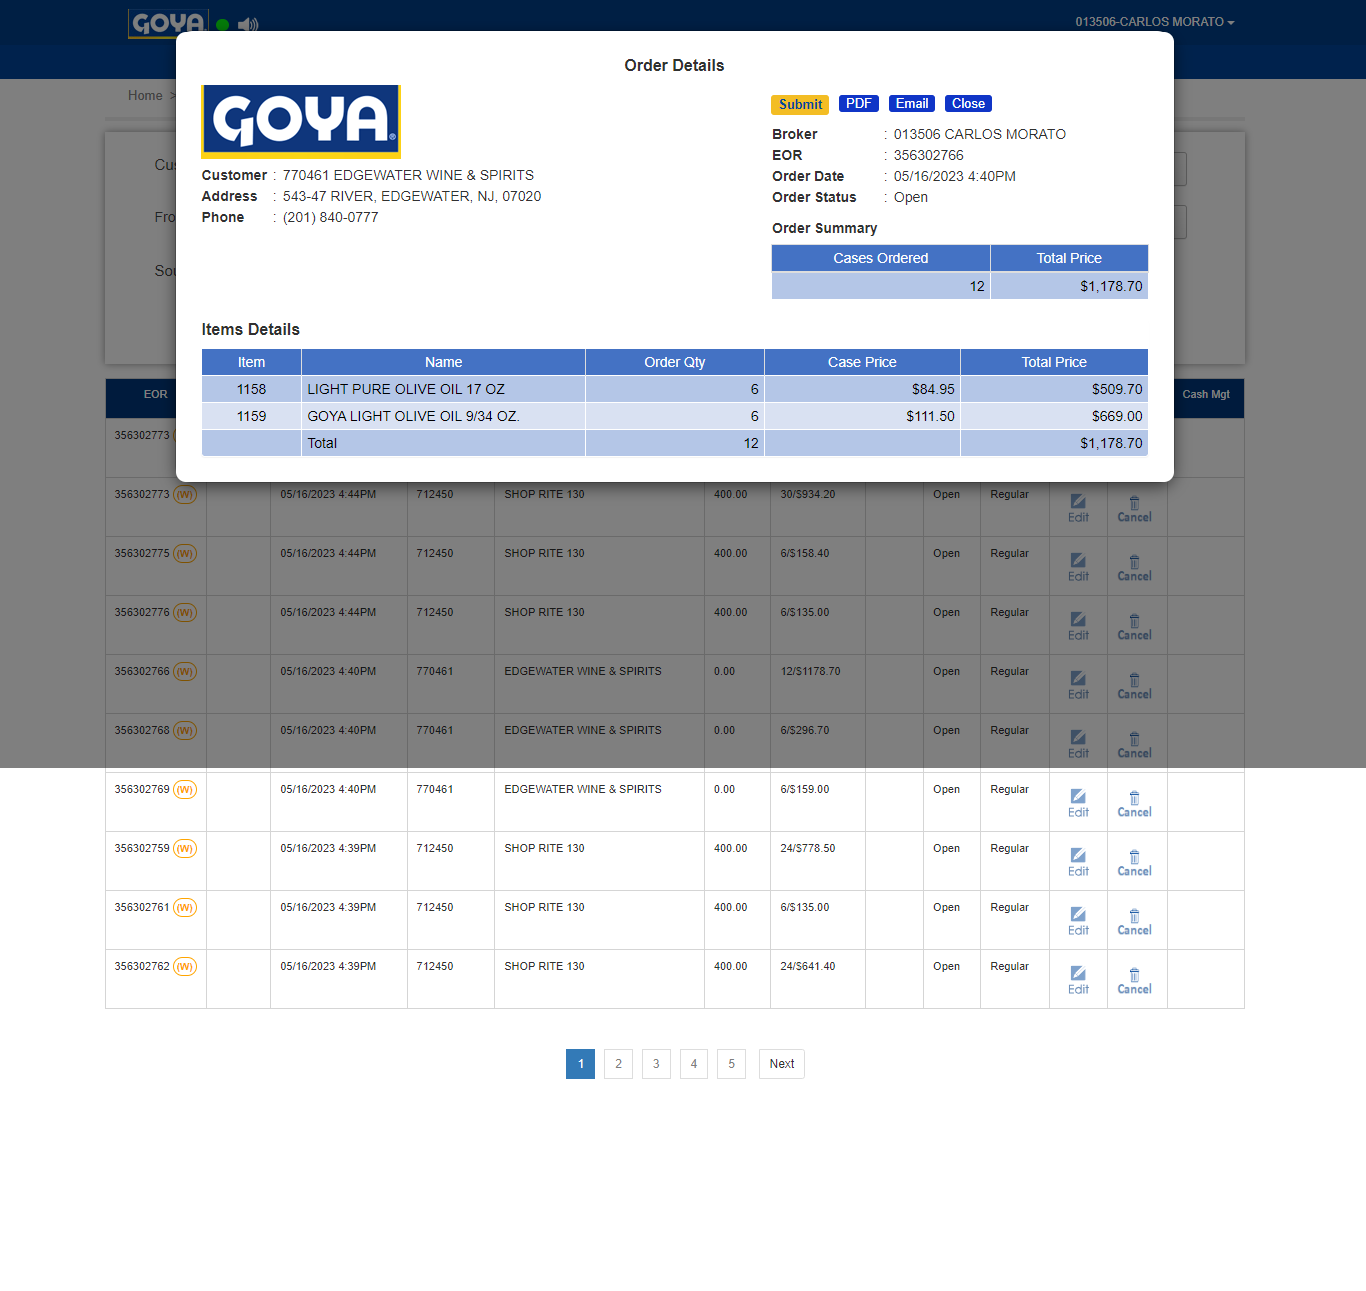 GOYA
013506-CARLOS MORATO
Home >
Order Details
GOYA®
Submit PDF Email Close
Broker : 013506 CARLOS MORATO
EOR : 356302766
Order Date : 05/16/2023 4:40PM
Order Status : Open
Customer : 770461 EDGEWATER WINE & SPIRITS
Address : 543-47 RIVER, EDGEWATER, NJ, 07020
Phone : (201) 840-0777
Order Summary
Cases Ordered Total Price
12 $1,178.70
Items Details
Item Name Order Qty Case Price Total Price
1158 LIGHT PURE OLIVE OIL 17 OZ 6 $84.95 $509.70
1159 GOYA LIGHT OLIVE OIL 9/34 OZ. 6 $111.50 $669.00
Total 12 $1,178.70
EOR Cash Mgt
356302773
356302773 (W) 05/16/2023 4:44PM 712450 SHOP RITE 130 400.00 30/$934.20 Open Regular Edit Cancel
356302775 (W) 05/16/2023 4:44PM 712450 SHOP RITE 130 400.00 6/$158.40 Open Regular Edit Cancel
356302776 (W) 05/16/2023 4:44PM 712450 SHOP RITE 130 400.00 6/$135.00 Open Regular Edit Cancel
356302766 (W) 05/16/2023 4:40PM 770461 EDGEWATER WINE & SPIRITS 0.00 12/$1178.70 Open Regular Edit Cancel
356302768 (W) 05/16/2023 4:40PM 770461 EDGEWATER WINE & SPIRITS 0.00 6/$296.70 Open Regular Edit Cancel
356302769 (W) 05/16/2023 4:40PM 770461 EDGEWATER WINE & SPIRITS 0.00 6/$159.00 Open Regular Edit Cancel
356302759 (W) 05/16/2023 4:39PM 712450 SHOP RITE 130 400.00 24/$778.50 Open Regular Edit Cancel
356302761 (W) 05/16/2023 4:39PM 712450 SHOP RITE 130 400.00 6/$135.00 Open Regular Edit Cancel
356302762 (W) 05/16/2023 4:39PM 712450 SHOP RITE 130 400.00 24/$641.40 Open Regular Edit Cancel
1 2 3 4 5 Next